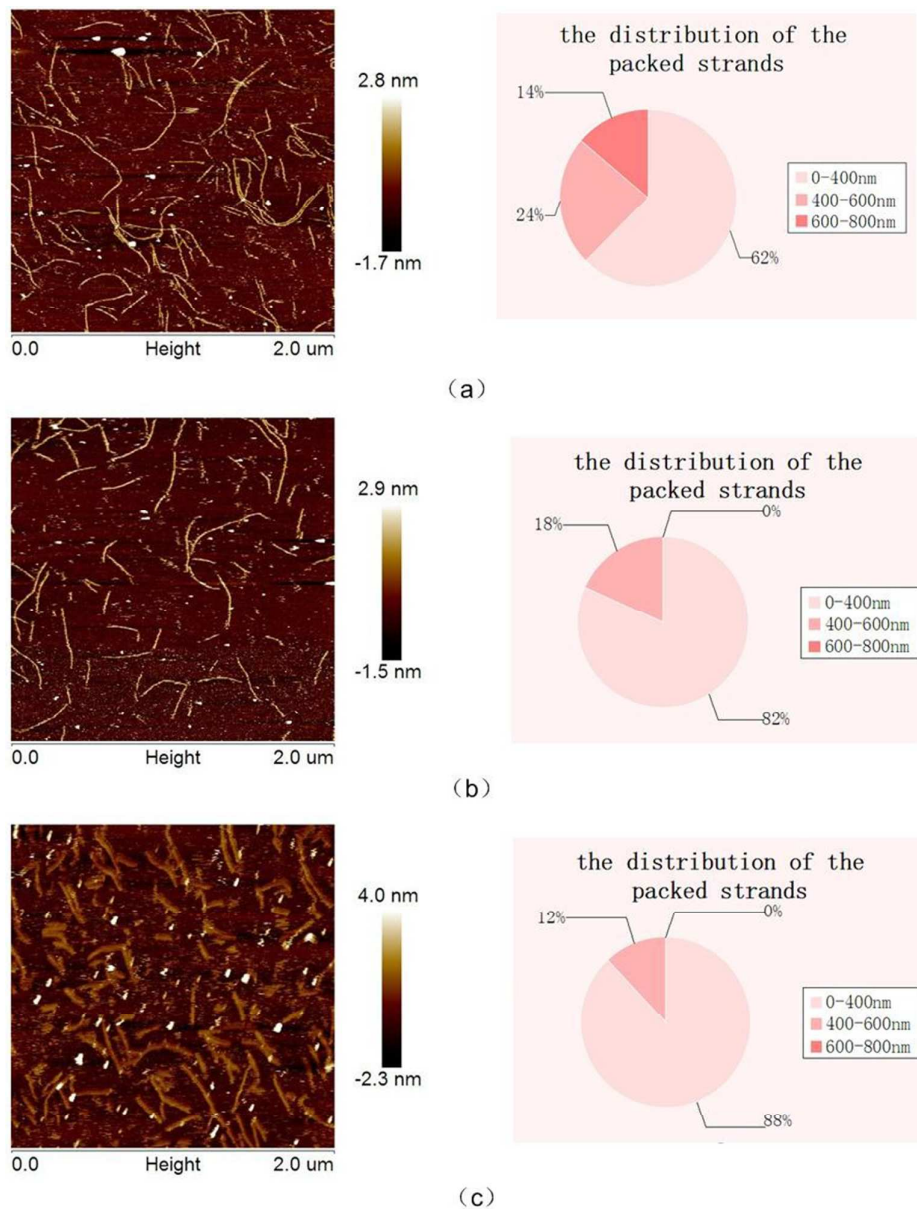 2.8 nm
-1.7 nm
0.0 Height 2.0 um
the distribution of the
packed strands
14%
24%
62%
0-400nm
400-600nm
600-800nm
(a)
2.9 nm
-1.5 nm
0.0 Height 2.0 um
the distribution of the
packed strands
0%
18%
82%
0-400nm
400-600nm
600-800nm
(b)
4.0 nm
-2.3 nm
0.0 Height 2.0 um
the distribution of the
packed strands
0%
12%
88%
0-400nm
400-600nm
600-800nm
(c)